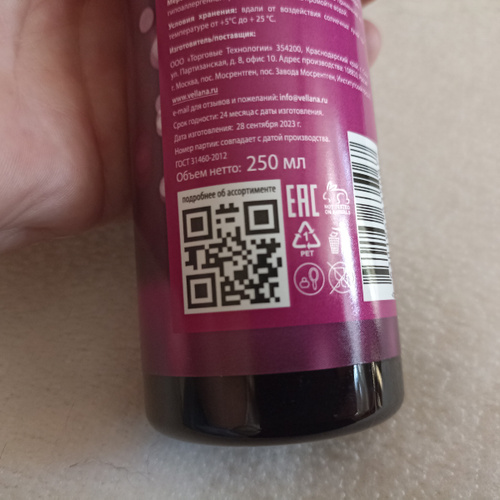 гипоаллергенно
Условия хранения: вдали от воздействия солнечных
температуре от +5°С до + 25 °С.
Изготовитель/поставщик:
ООО «Торговые Технологии» 354200, Краснодарский край
ул. Партизанская, д. 8, офис 10. Адрес производства:
г. Москва, пос. Мосрентген, пос. Завода Мосрентген,
www.vellana.ru
e-mail для отзывов и пожеланий: info@vellana.ru
Срок годности: 24 месяца с даты изготовления.
Дата изготовления: 28 сентября 2023 г.
Номер партии: совпадает с датой производства.
ГОСТ 31460-2012
Объем нетто: 250 мл
подробнее об ассортименте
EAC
1
PET